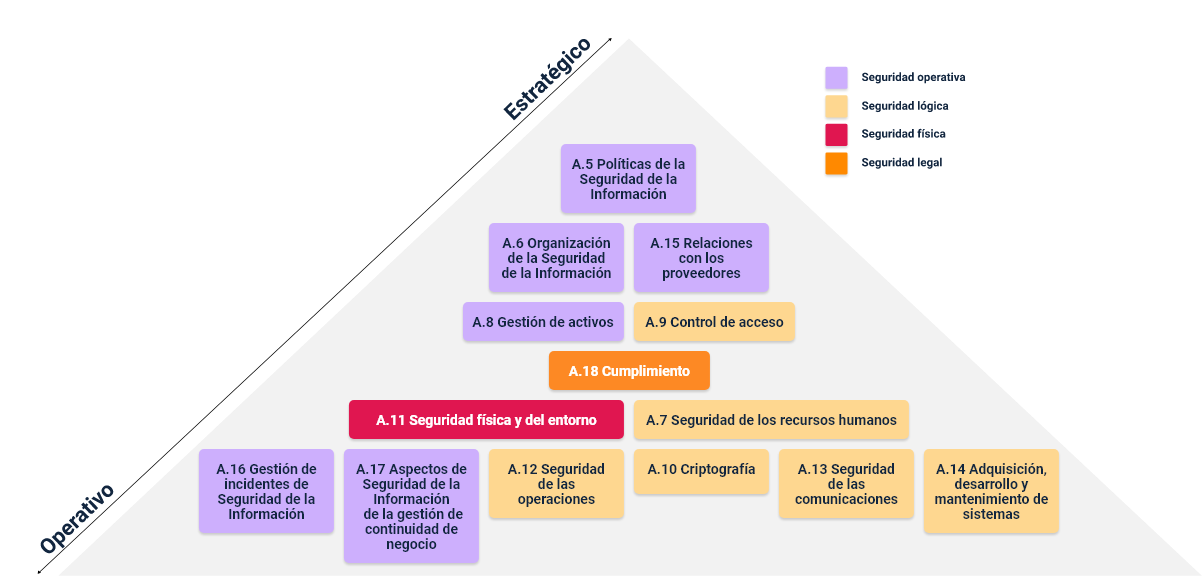 Estratégico
Operativo
Seguridad operativa
Seguridad lógica
Seguridad física
Seguridad legal
A.5 Políticas de la
Seguridad de la
Información
A.6 Organización
de la Seguridad
de la Información
A.15 Relaciones
con los
proveedores
A.8 Gestión de activos
A.9 Control de acceso
A.18 Cumplimiento
A.11 Seguridad física y del entorno
A.7 Seguridad de los recursos humanos
A.16 Gestión de
incidentes de
Seguridad de la
Información
A.17 Aspectos de
Seguridad de la
Información
de la gestión de
continuidad de
negocio
A.12 Seguridad
de las
operaciones
A.10 Criptografía
A.13 Seguridad
de las
comunicaciones
A.14 Adquisición,
desarrollo y
mantenimiento de
sistemas